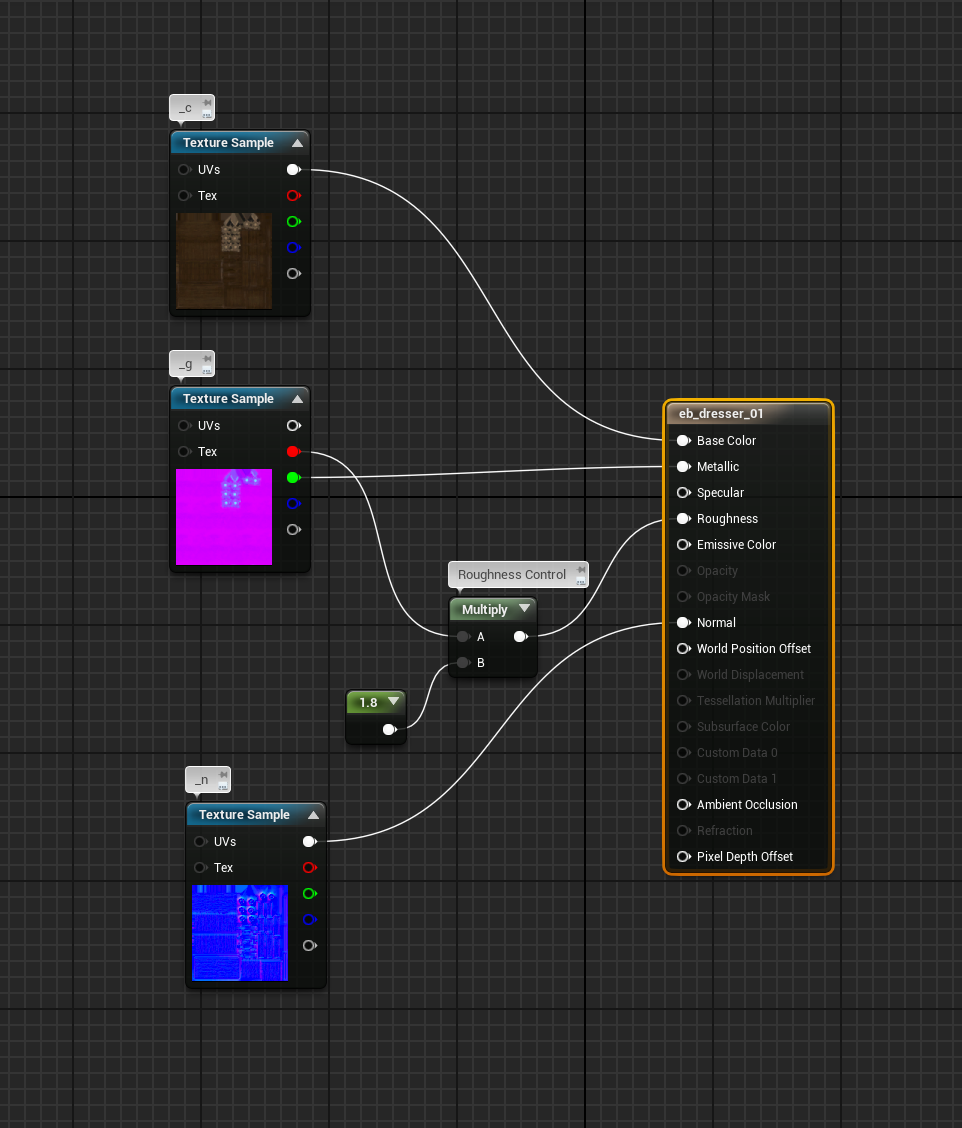 _c
Texture Sample
UVs
Tex
_g
Texture Sample
UVs
Tex
eb_dresser_01
Base Color
Metallic
Specular
Roughness
Emissive Color
Opacity
Opacity Mask
Normal
World Position Offset
World Displacement
Tessellation Multiplier
Subsurface Color
Custom Data 0
Custom Data 1
Ambient Occlusion
Refraction
Pixel Depth Offset
Roughness Control
Multiply
A
B
1.8
_n
Texture Sample
UVs
Tex